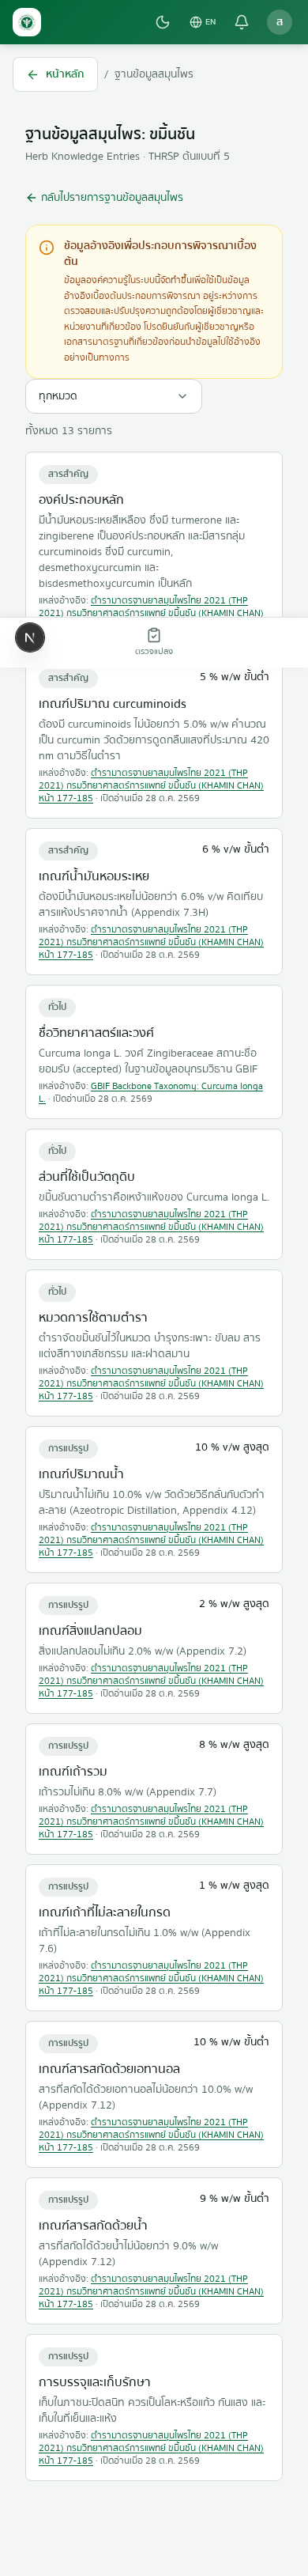 EN
ส
หน้าหลัก
/ ฐานข้อมูลสมุนไพร
ฐานข้อมูลสมุนไพร: ขมิ้นชัน
Herb Knowledge Entries · THRSP ต้นแบบที่ 5
กลับไปรายการฐานข้อมูลสมุนไพร
ข้อมูลอ้างอิงเพื่อประกอบการพิจารณาเบื้อง
ต้น
ข้อมูลองค์ความรู้ในระบบนี้จัดทำขึ้นเพื่อใช้เป็นข้อมูล
อ้างอิงเบื้องต้นประกอบการพิจารณา อยู่ระหว่างการ
ตรวจสอบและปรับปรุงความถูกต้องโดยผู้เชี่ยวชาญและ
หน่วยงานที่เกี่ยวข้อง โปรดยืนยันกับผู้เชี่ยวชาญหรือ
เอกสารมาตรฐานที่เกี่ยวข้องก่อนนำข้อมูลไปใช้อ้างอิง
อย่างเป็นทางการ
ทุกหมวด
ทั้งหมด 13 รายการ
สารสำคัญ
องค์ประกอบหลัก
มีน้ำมันหอมระเหยสีเหลือง ซึ่งมี turmerone และ
zingiberene เป็นองค์ประกอบหลัก และมีสารกลุ่ม
curcuminoids ซึ่งมี curcumin,
desmethoxycurcumin และ
bisdesmethoxycurcumin เป็นหลัก
แหล่งอ้างอิง: ตำรามาตรฐานยาสมุนไพรไทย 2021 (THP
2021) กรมวิทยาศาสตร์การแพทย์ ขมิ้นชัน (KHAMIN CHAN)
N
ตรวจแปลง
สารสำคัญ
5 % w/w ขั้นต่ำ
เกณฑ์ปริมาณ curcuminoids
ต้องมี curcuminoids ไม่น้อยกว่า 5.0% w/w คำนวณ
เป็น curcumin วัดด้วยการดูดกลืนแสงที่ประมาณ 420
nm ตามวิธีในตำรา
แหล่งอ้างอิง: ตำรามาตรฐานยาสมุนไพรไทย 2021 (THP
2021) กรมวิทยาศาสตร์การแพทย์ ขมิ้นชัน (KHAMIN CHAN)
หน้า 177-185 · เปิดอ่านเมื่อ 28 ต.ค. 2569
สารสำคัญ
6 % v/w ขั้นต่ำ
เกณฑ์น้ำมันหอมระเหย
ต้องมีน้ำมันหอมระเหยไม่น้อยกว่า 6.0% v/w คิดเทียบ
สารแห้งปราศจากน้ำ (Appendix 7.3H)
แหล่งอ้างอิง: ตำรามาตรฐานยาสมุนไพรไทย 2021 (THP
2021) กรมวิทยาศาสตร์การแพทย์ ขมิ้นชัน (KHAMIN CHAN)
หน้า 177-185 · เปิดอ่านเมื่อ 28 ต.ค. 2569
ทั่วไป
ชื่อวิทยาศาสตร์และวงศ์
Curcuma longa L. วงศ์ Zingiberaceae สถานะชื่อ
ยอมรับ (accepted) ในฐานข้อมูลอนุกรมวิธาน GBIF
แหล่งอ้างอิง: GBIF Backbone Taxonomy: Curcuma longa
L. · เปิดอ่านเมื่อ 28 ต.ค. 2569
ทั่วไป
ส่วนที่ใช้เป็นวัตถุดิบ
ขมิ้นชันตามตำราคือเหง้าแห้งของ Curcuma longa L.
แหล่งอ้างอิง: ตำรามาตรฐานยาสมุนไพรไทย 2021 (THP
2021) กรมวิทยาศาสตร์การแพทย์ ขมิ้นชัน (KHAMIN CHAN)
หน้า 177-185 · เปิดอ่านเมื่อ 28 ต.ค. 2569
ทั่วไป
หมวดการใช้ตามตำรา
ตำราจัดขมิ้นชันไว้ในหมวด บำรุงกระเพาะ ขับลม สาร
แต่งสีทางเภสัชกรรม และฝาดสมาน
แหล่งอ้างอิง: ตำรามาตรฐานยาสมุนไพรไทย 2021 (THP
2021) กรมวิทยาศาสตร์การแพทย์ ขมิ้นชัน (KHAMIN CHAN)
หน้า 177-185 · เปิดอ่านเมื่อ 28 ต.ค. 2569
การแปรรูป
10 % v/w สูงสุด
เกณฑ์ปริมาณน้ำ
ปริมาณน้ำไม่เกิน 10.0% v/w วัดด้วยวิธีกลั่นกับตัวทำ
ละลาย (Azeotropic Distillation, Appendix 4.12)
แหล่งอ้างอิง: ตำรามาตรฐานยาสมุนไพรไทย 2021 (THP
2021) กรมวิทยาศาสตร์การแพทย์ ขมิ้นชัน (KHAMIN CHAN)
หน้า 177-185 · เปิดอ่านเมื่อ 28 ต.ค. 2569
การแปรรูป
2 % w/w สูงสุด
เกณฑ์สิ่งแปลกปลอม
สิ่งแปลกปลอมไม่เกิน 2.0% w/w (Appendix 7.2)
แหล่งอ้างอิง: ตำรามาตรฐานยาสมุนไพรไทย 2021 (THP
2021) กรมวิทยาศาสตร์การแพทย์ ขมิ้นชัน (KHAMIN CHAN)
หน้า 177-185 · เปิดอ่านเมื่อ 28 ต.ค. 2569
การแปรรูป
8 % w/w สูงสุด
เกณฑ์เถ้ารวม
เถ้ารวมไม่เกิน 8.0% w/w (Appendix 7.7)
แหล่งอ้างอิง: ตำรามาตรฐานยาสมุนไพรไทย 2021 (THP
2021) กรมวิทยาศาสตร์การแพทย์ ขมิ้นชัน (KHAMIN CHAN)
หน้า 177-185 · เปิดอ่านเมื่อ 28 ต.ค. 2569
การแปรรูป
1 % w/w สูงสุด
เกณฑ์เถ้าที่ไม่ละลายในกรด
เถ้าที่ไม่ละลายในกรดไม่เกิน 1.0% w/w (Appendix
7.6)
แหล่งอ้างอิง: ตำรามาตรฐานยาสมุนไพรไทย 2021 (THP
2021) กรมวิทยาศาสตร์การแพทย์ ขมิ้นชัน (KHAMIN CHAN)
หน้า 177-185 · เปิดอ่านเมื่อ 28 ต.ค. 2569
การแปรรูป
10 % w/w ขั้นต่ำ
เกณฑ์สารสกัดด้วยเอทานอล
สารที่สกัดได้ด้วยเอทานอลไม่น้อยกว่า 10.0% w/w
(Appendix 7.12)
แหล่งอ้างอิง: ตำรามาตรฐานยาสมุนไพรไทย 2021 (THP
2021) กรมวิทยาศาสตร์การแพทย์ ขมิ้นชัน (KHAMIN CHAN)
หน้า 177-185 · เปิดอ่านเมื่อ 28 ต.ค. 2569
การแปรรูป
9 % w/w ขั้นต่ำ
เกณฑ์สารสกัดด้วยน้ำ
สารที่สกัดได้ด้วยน้ำไม่น้อยกว่า 9.0% w/w
(Appendix 7.12)
แหล่งอ้างอิง: ตำรามาตรฐานยาสมุนไพรไทย 2021 (THP
2021) กรมวิทยาศาสตร์การแพทย์ ขมิ้นชัน (KHAMIN CHAN)
หน้า 177-185 · เปิดอ่านเมื่อ 28 ต.ค. 2569
การแปรรูป
การบรรจุและเก็บรักษา
เก็บในภาชนะปิดสนิท ควรเป็นโลหะหรือแก้ว กันแสง และ
เก็บในที่เย็นและแห้ง
แหล่งอ้างอิง: ตำรามาตรฐานยาสมุนไพรไทย 2021 (THP
2021) กรมวิทยาศาสตร์การแพทย์ ขมิ้นชัน (KHAMIN CHAN)
หน้า 177-185 · เปิดอ่านเมื่อ 28 ต.ค. 2569